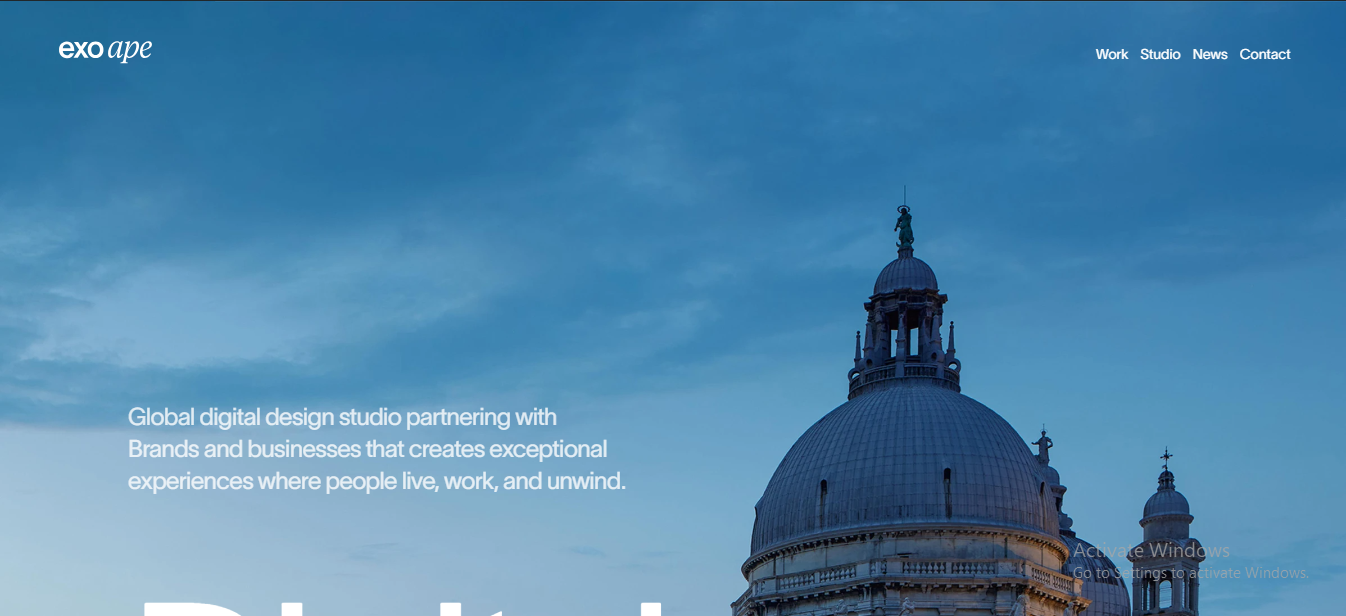 exo ape
Work Studio News Contact
Global digital design studio partnering with
Brands and businesses that creates exceptional
experiences where people live, work, and unwind.
Activate Windows
Go to Settings to activate Windows.